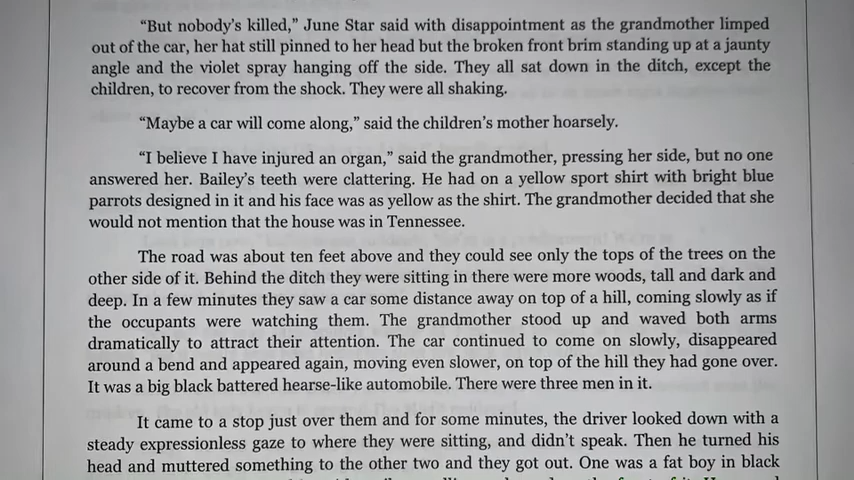 “But nobody’s killed,” June Star said with disappointment as the grandmother limped
out of the car, her hat still pinned to her head but the broken front brim standing up at a jaunty
angle and the violet spray hanging off the side. They all sat down in the ditch, except the
children, to recover from the shock. They were all shaking.
“Maybe a car will come along,” said the children’s mother hoarsely.
“I believe I have injured an organ,” said the grandmother, pressing her side, but no one
answered her. Bailey’s teeth were clattering. He had on a yellow sport shirt with bright blue
parrots designed in it and his face was as yellow as the shirt. The grandmother decided that she
would not mention that the house was in Tennessee.
The road was about ten feet above and they could see only the tops of the trees on the
other side of it. Behind the ditch they were sitting in there were more woods, tall and dark and
deep. In a few minutes they saw a car some distance away on top of a hill, coming slowly as if
the occupants were watching them. The grandmother stood up and waved both arms
dramatically to attract their attention. The car continued to come on slowly, disappeared
around a bend and appeared again, moving even slower, on top of the hill they had gone over.
It was a big black battered hearse-like automobile. There were three men in it.
It came to a stop just over them and for some minutes, the driver looked down with a
steady expressionless gaze to where they were sitting, and didn’t speak. Then he turned his
head and muttered something to the other two and they got out. One was a fat boy in black